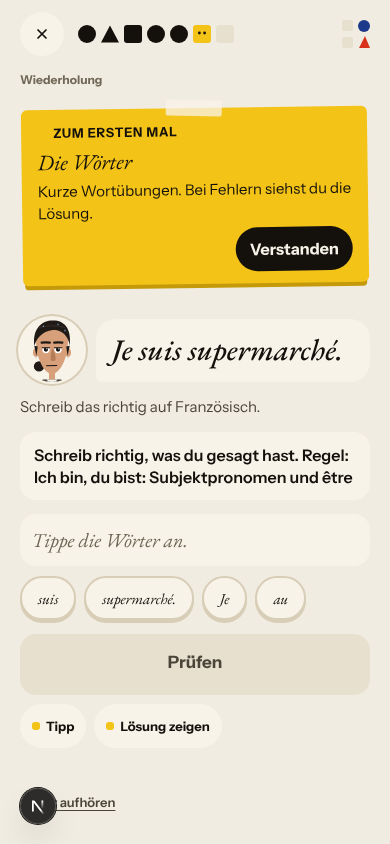 ×
Wiederholung
ZUM ERSTEN MAL
Die Wörter
Kurze Wortübungen. Bei Fehlern siehst du die
Lösung.
Verstanden
Je suis supermarché.
Schreib das richtig auf Französisch.
Schreib richtig, was du gesagt hast. Regel:
Ich bin, du bist: Subjektpronomen und être
Tippe die Wörter an.
suis supermarché. Je au
Prüfen
Tipp Lösung zeigen
N aufhören